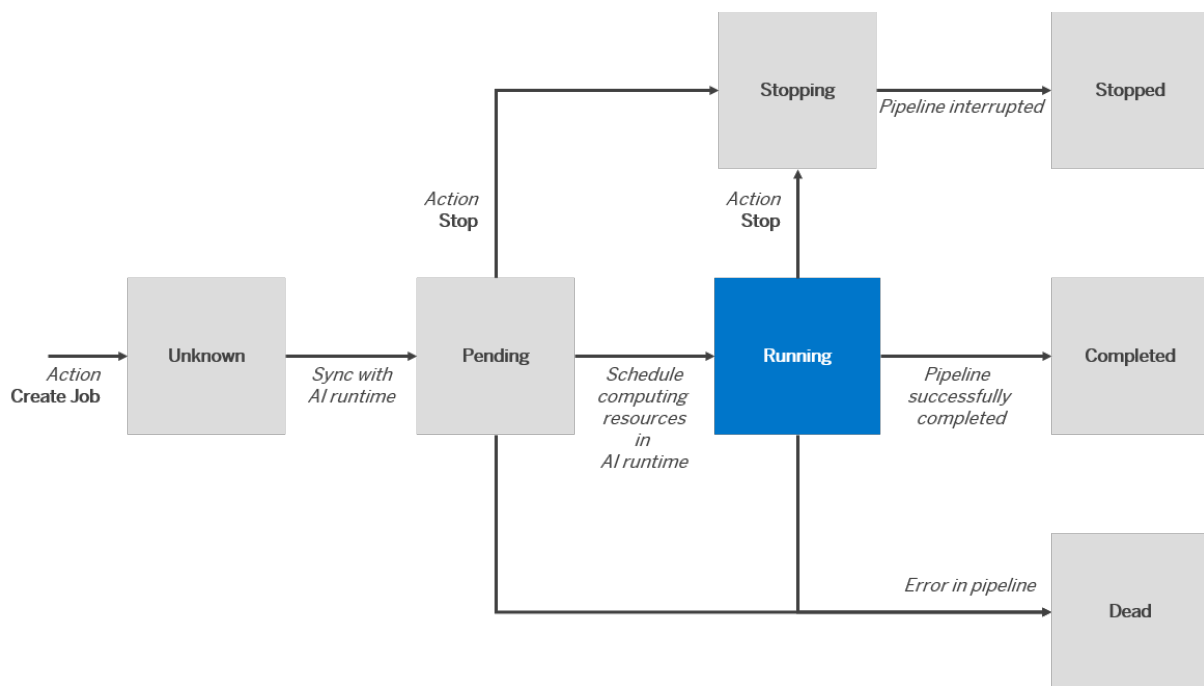 Stopping
Pipeline interrupted
Stopped
Action
Stop
Action
Stop
Action
Create Job
Unknown
Sync with
AI runtime
Pending
Schedule
computing
resources
in
AI runtime
Running
Pipeline
successfully
completed
Completed
Error in pipeline
Dead